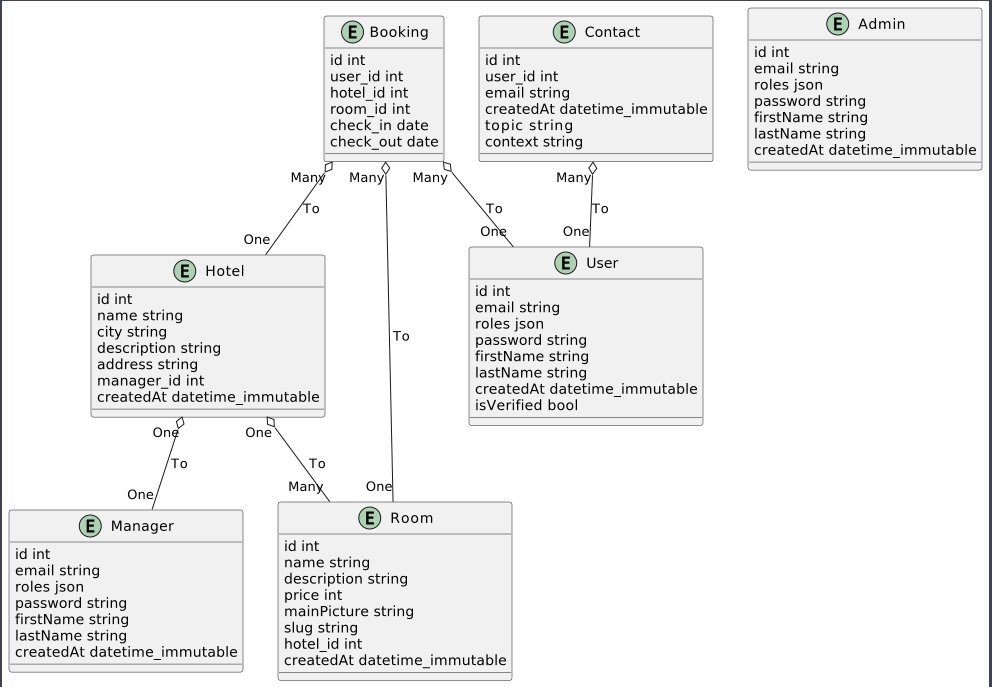 E Booking
id int
user_id int
hotel_id int
room_id int
check_in date
check_out date
E Contact
id int
user_id int
email string
createdAt datetime_immutable
topic string
context string
E Admin
id int
email string
roles json
password string
firstName string
lastName string
createdAt datetime_immutable
Many
To
One
Many
To
One
Many
To
One
Many
To
One
E Hotel
id int
name string
city string
description string
address string
manager_id int
createdAt datetime_immutable
E User
id int
email string
roles json
password string
firstName string
lastName string
createdAt datetime_immutable
isVerified bool
One
To
One
One
To
Many
E Manager
id int
email string
roles json
password string
firstName string
lastName string
createdAt datetime_immutable
E Room
id int
name string
description string
price int
mainPicture string
slug string
hotel_id int
createdAt datetime_immutable